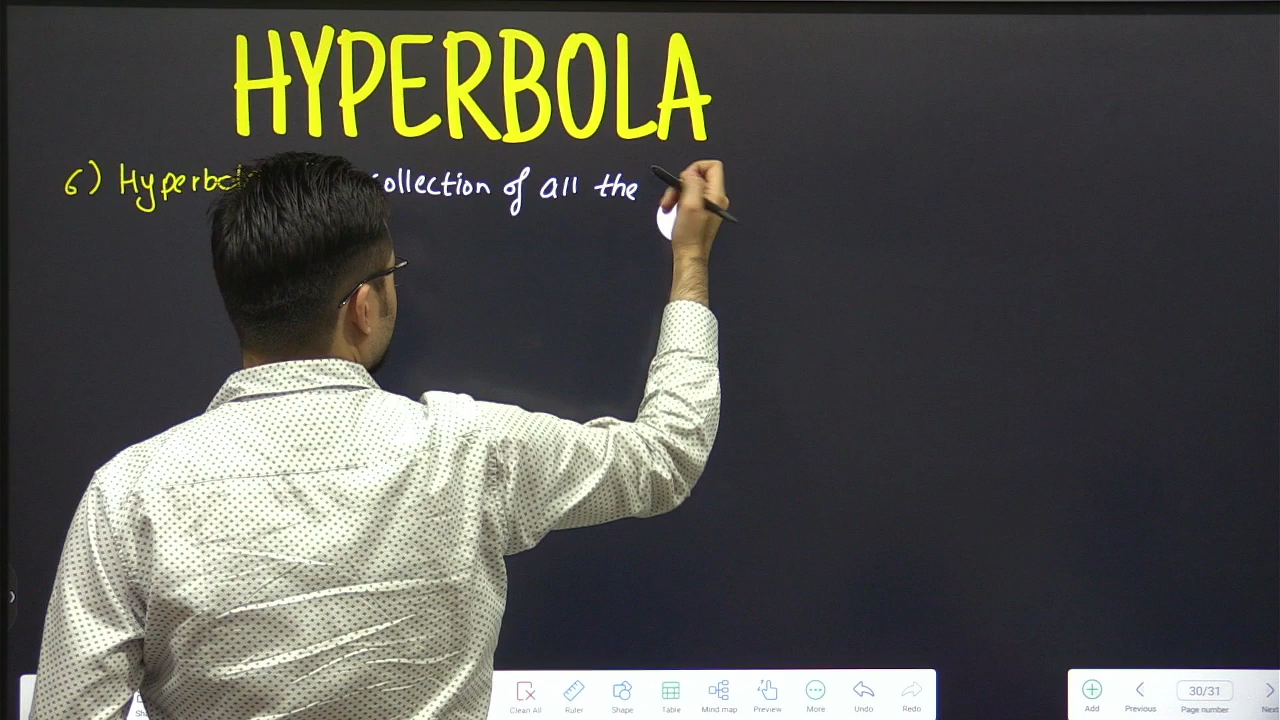 HYPERBOLA
6) Hyperbo collection of all the
Clean All Ruler Shape Table Mind map Preview More Undo Redo Add Previous 30/31 Page number Next